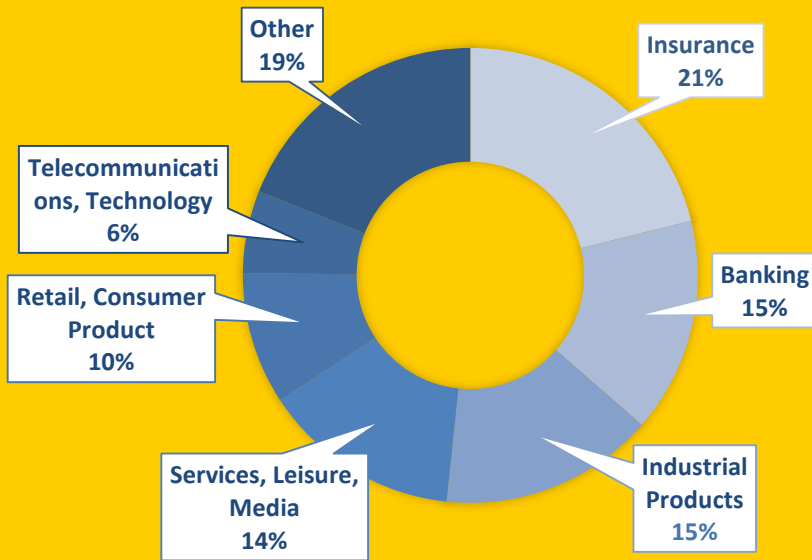 Other
19%
Insurance
21%
Telecommunicati
ons, Technology
6%
Banking
15%
Retail, Consumer
Product
10%
Services, Leisure,
Media
14%
Industrial
Products
15%